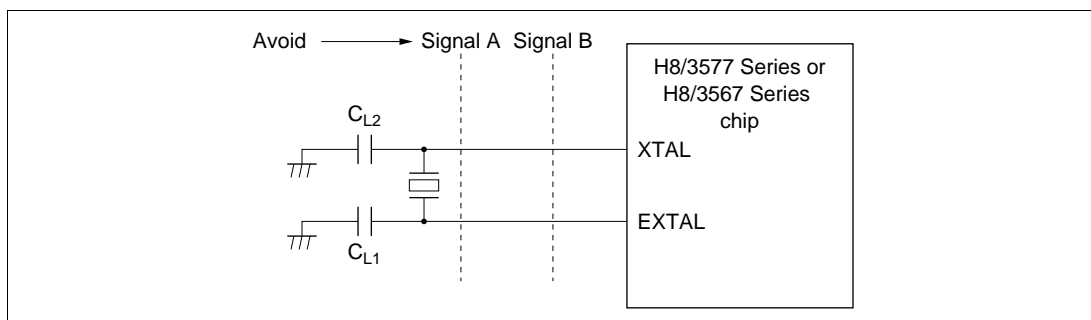 Avoid Signal A Signal B
H8/3577 Series or
H8/3567 Series
chip
CL2
XTAL
EXTAL
CL1